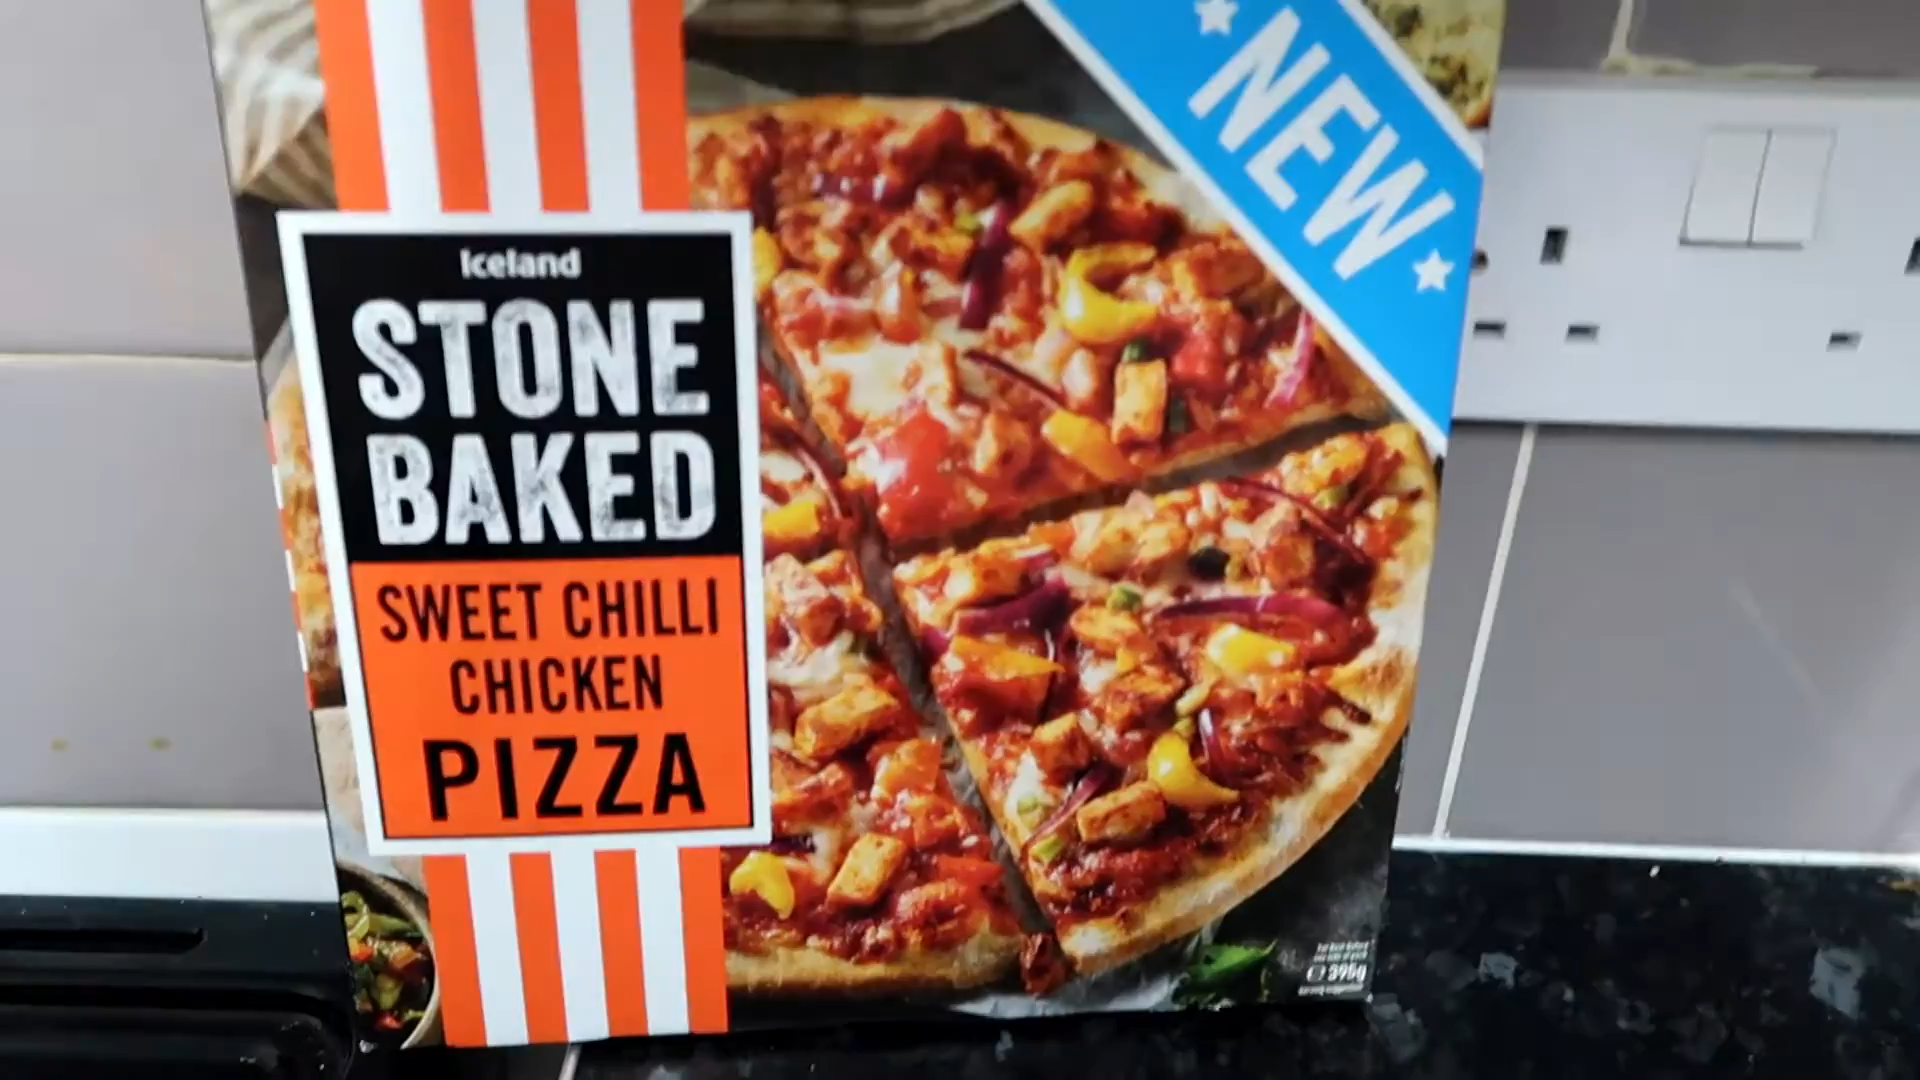 NEW
Iceland
STONE
BAKED
SWEET CHILLI
CHICKEN
PIZZA
395g